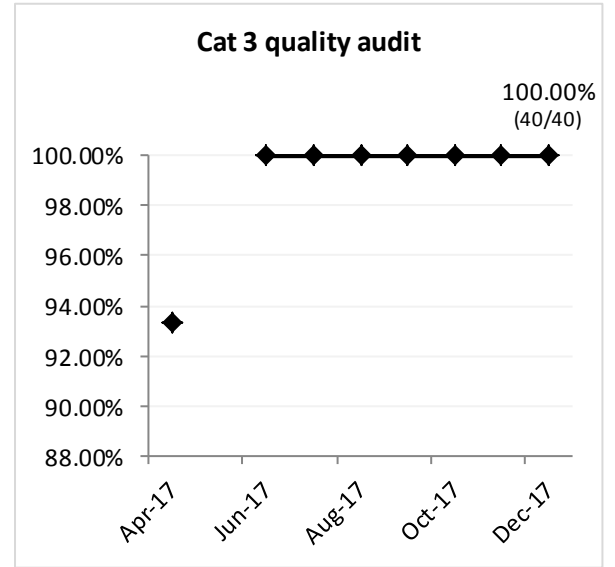 Cat 3 quality audit
100.00%
(40/40)
100.00%
98.00%
96.00%
94.00%
92.00%
90.00%
88.00%
Apr-17
Jun-17
Aug-17
Oct-17
Dec-17